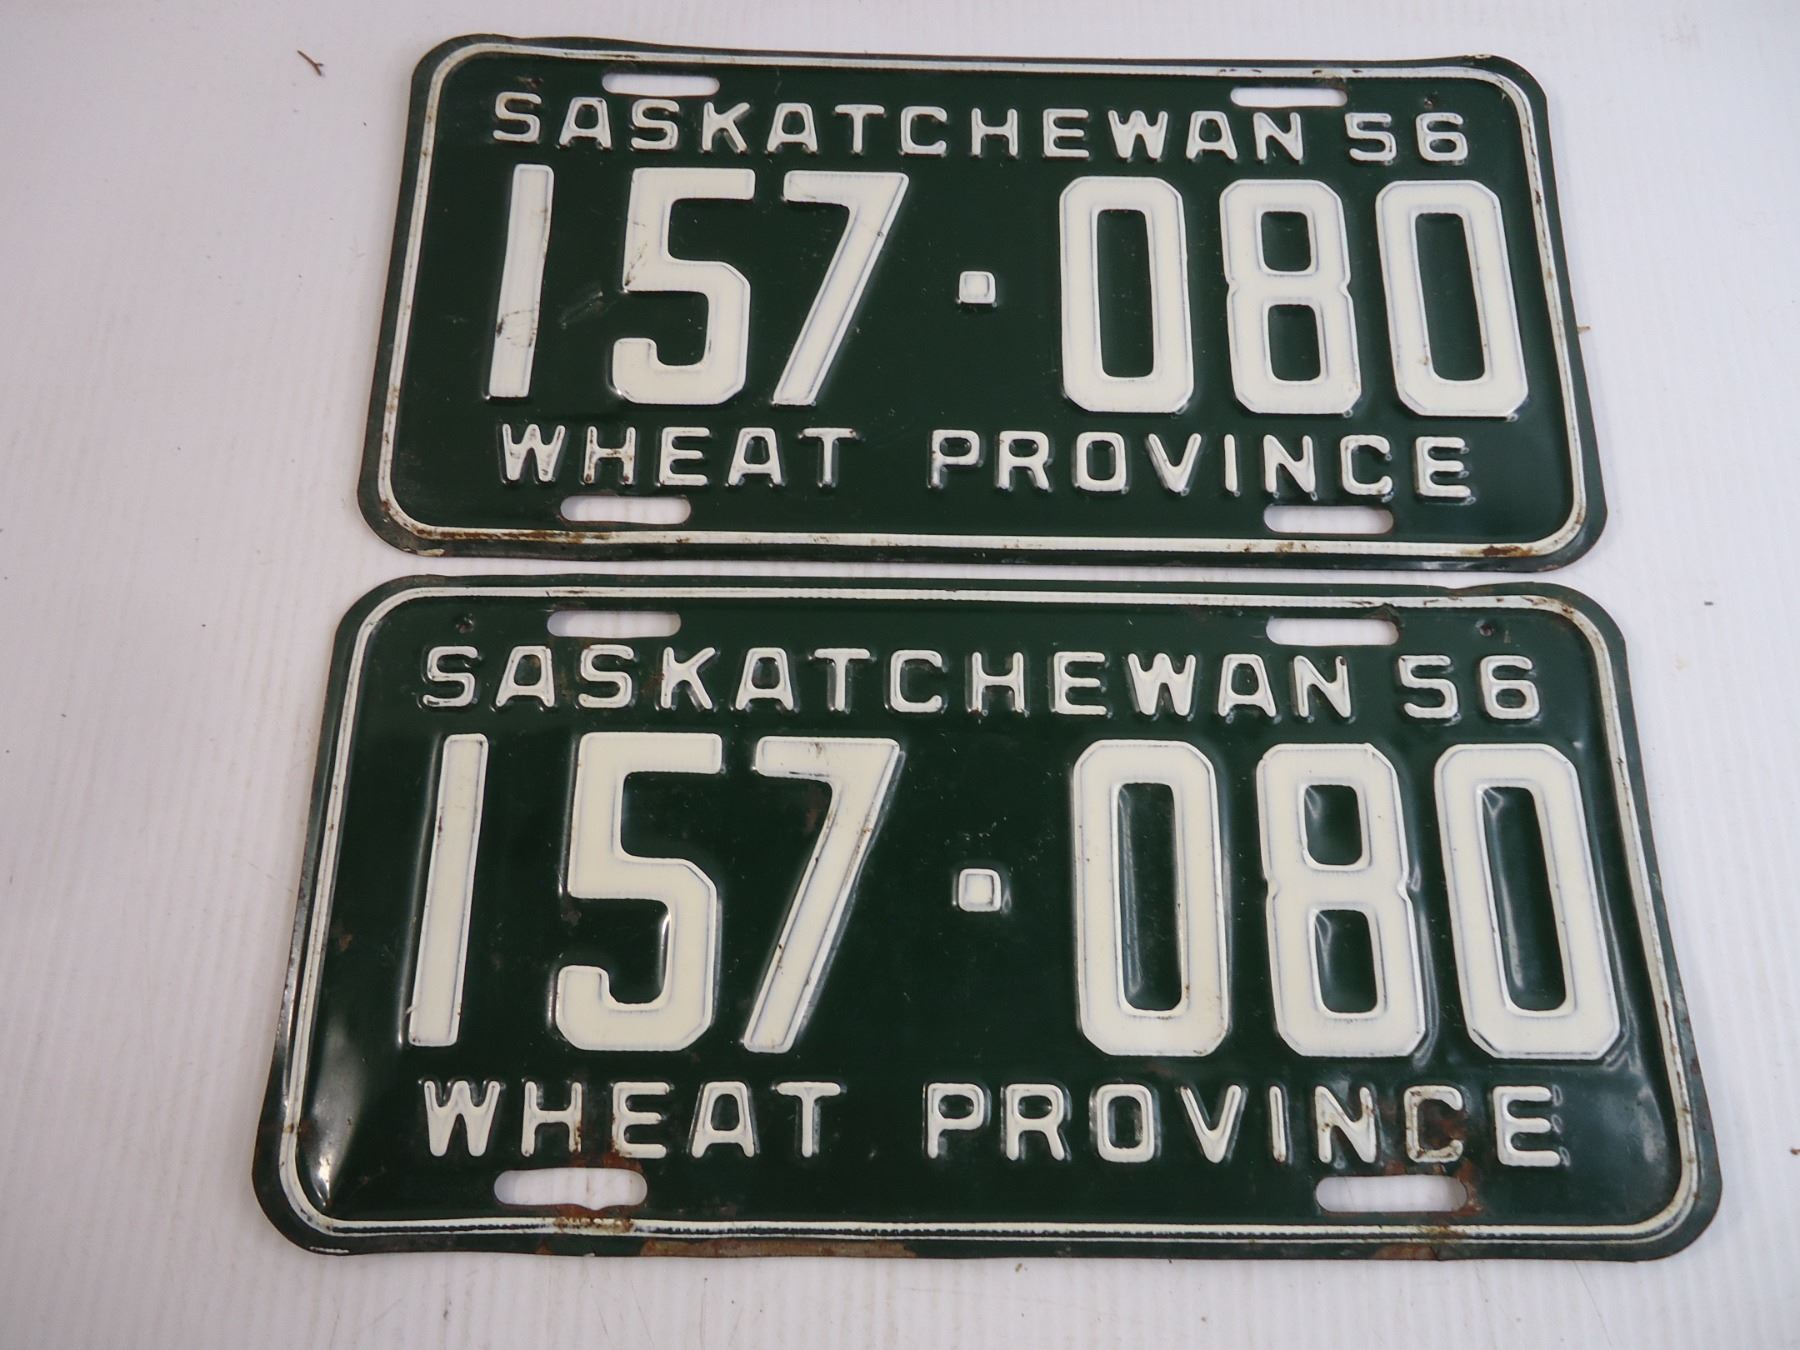 SASKATCHEWAN 56
157·080
WHEAT PROVINCE
SASKATCHEWAN 56
157·080
WHEAT PROVINCE